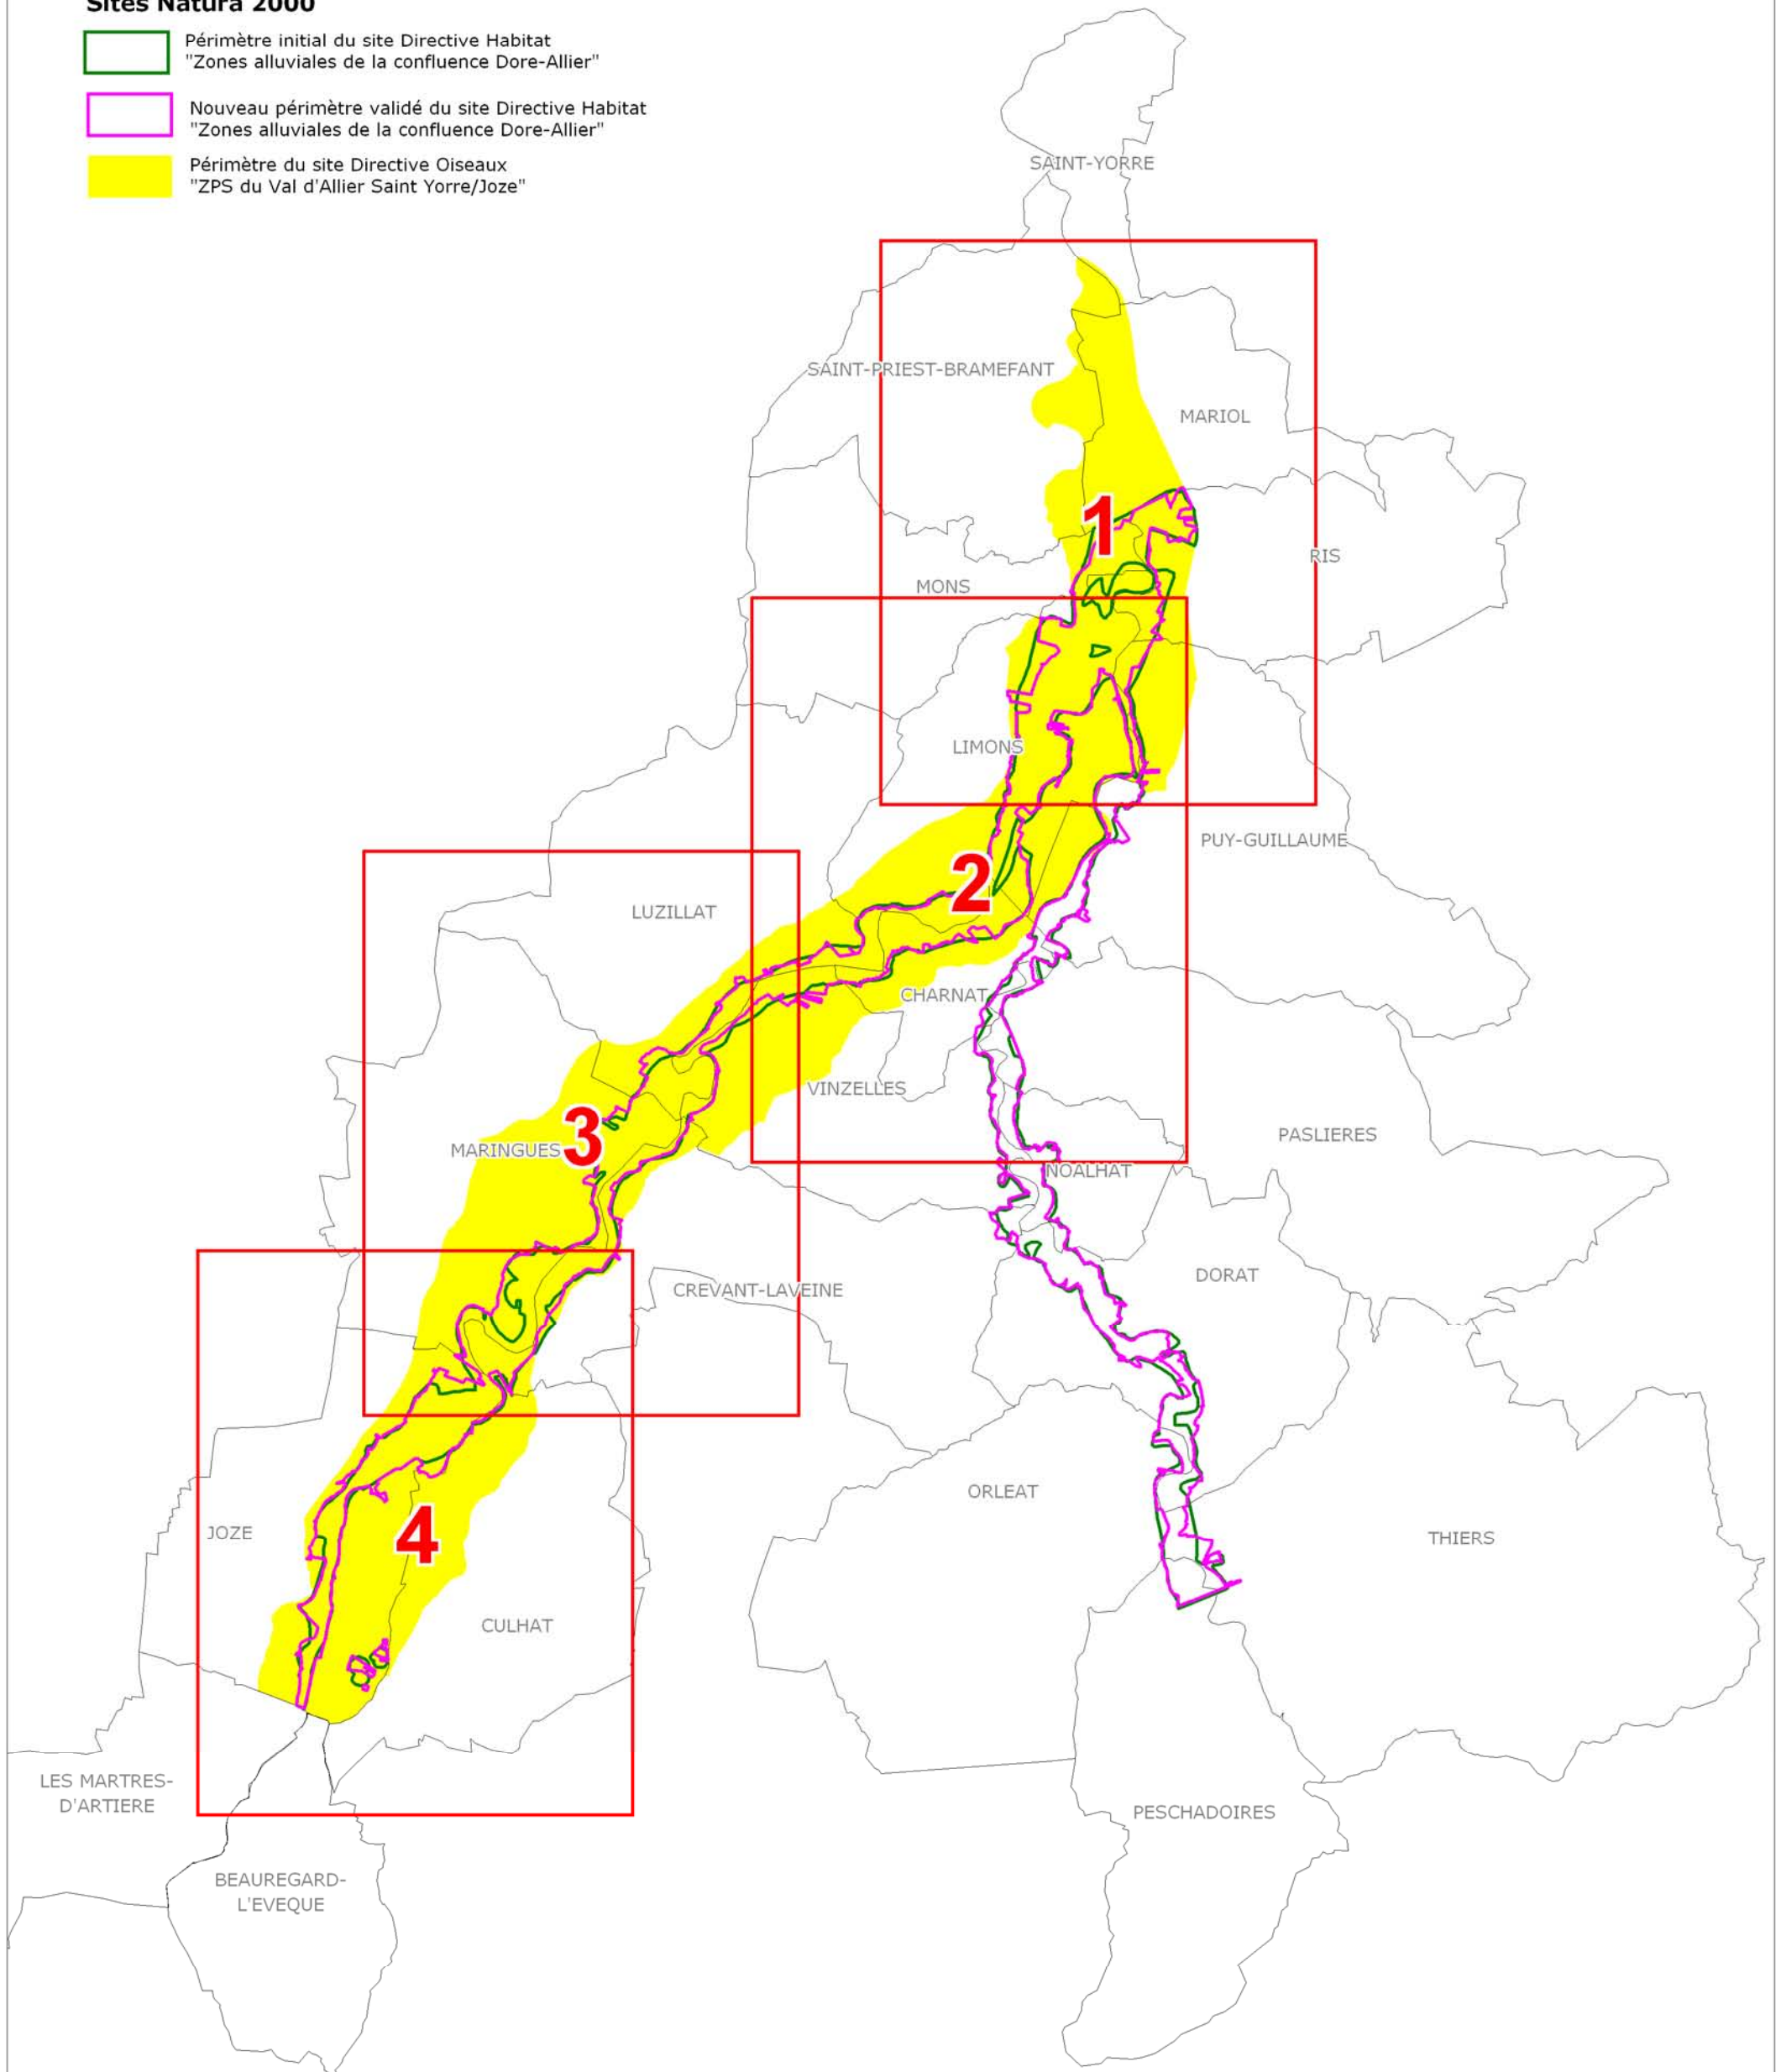 Sites Natura 2000
Périmètre initial du site Directive Habitat
"Zones alluviales de la confluence Dore-Allier"
Nouveau périmètre validé du site Directive Habitat
"Zones alluviales de la confluence Dore-Allier"
Périmètre du site Directive Oiseaux
"ZPS du Val d'Allier Saint Yorre/Joze"
SAINT-YORRE
SAINT-PRIEST-BRAMEFANT
MARIOL
1
RIS
MONS
LIMONS
PUY-GUILLAUME
2
LUZILLAT
CHARNAT
VINZELLES
3
MARINGUES
PASLIERES
NOALHAT
DORAT
CREVANT-LAVEINE
ORLEAT
JOZE
4
THIERS
CULHAT
LES MARTRES-
D'ARTIERE
PESCHADOIRES
BEAUREGARD-
L'EVEQUE